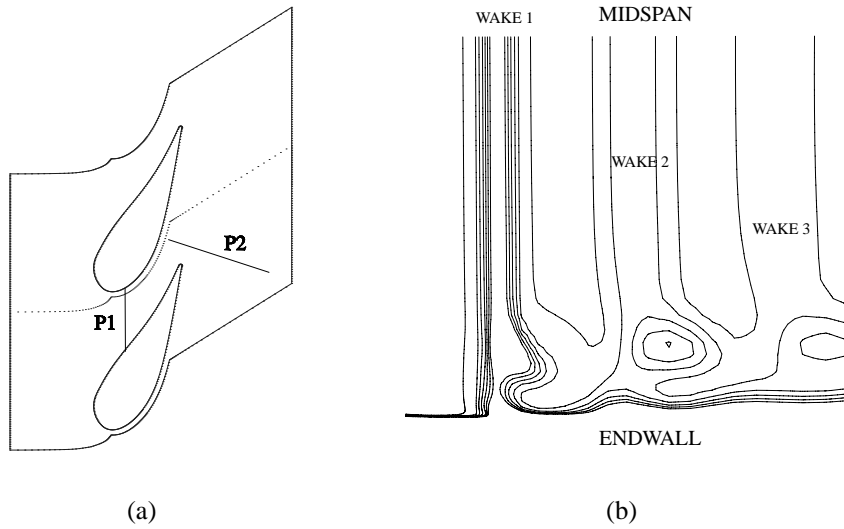 WAKE 1
MIDSPAN
WAKE 2
WAKE 3
P2
P1
ENDWALL
(a)
(b)